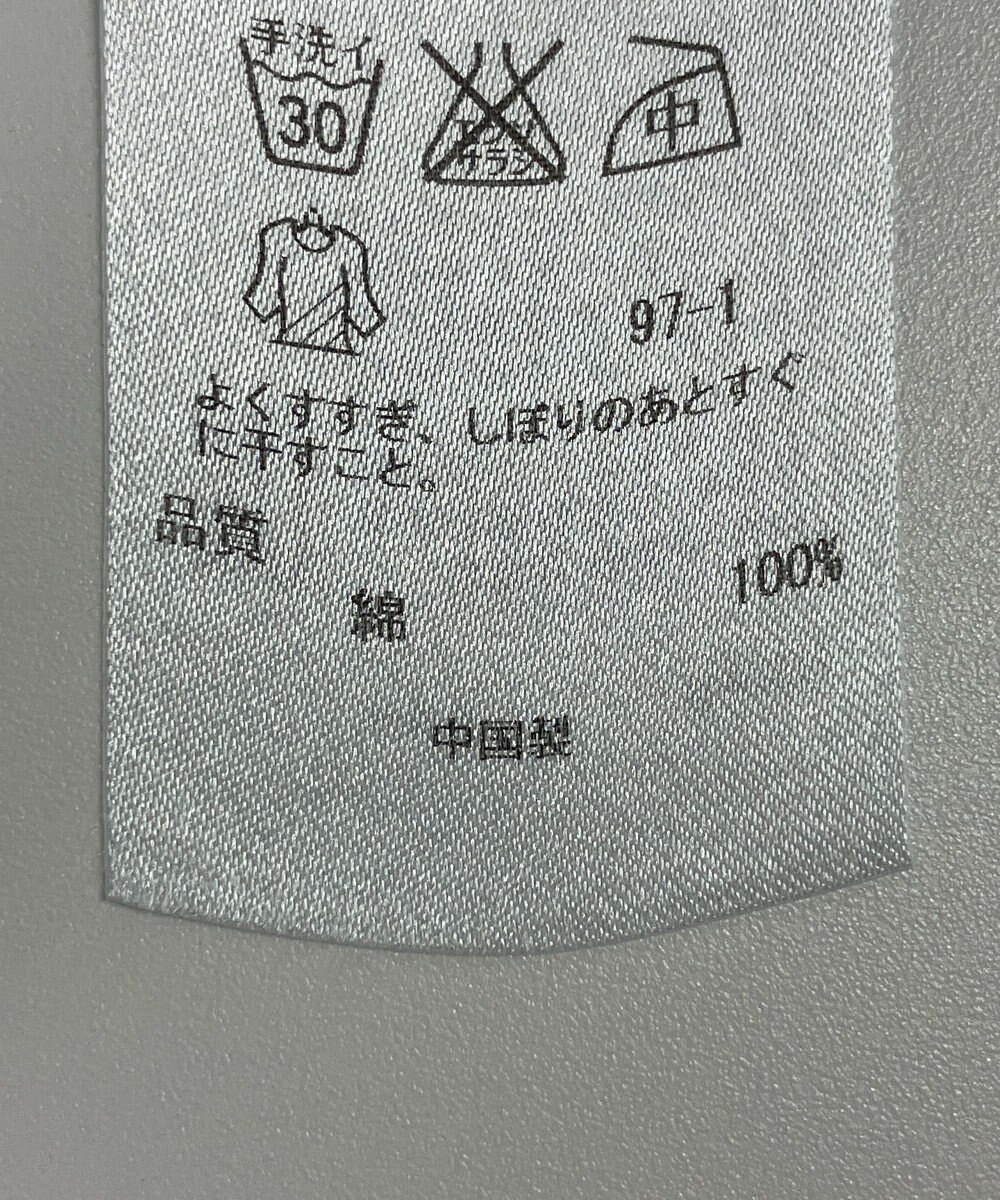 手洗イ
30
エンソ
サラシ
中
97-1
よくすすぎ、しぼりのあとすぐ
に干すこと。
品質
綿 100%
中国製